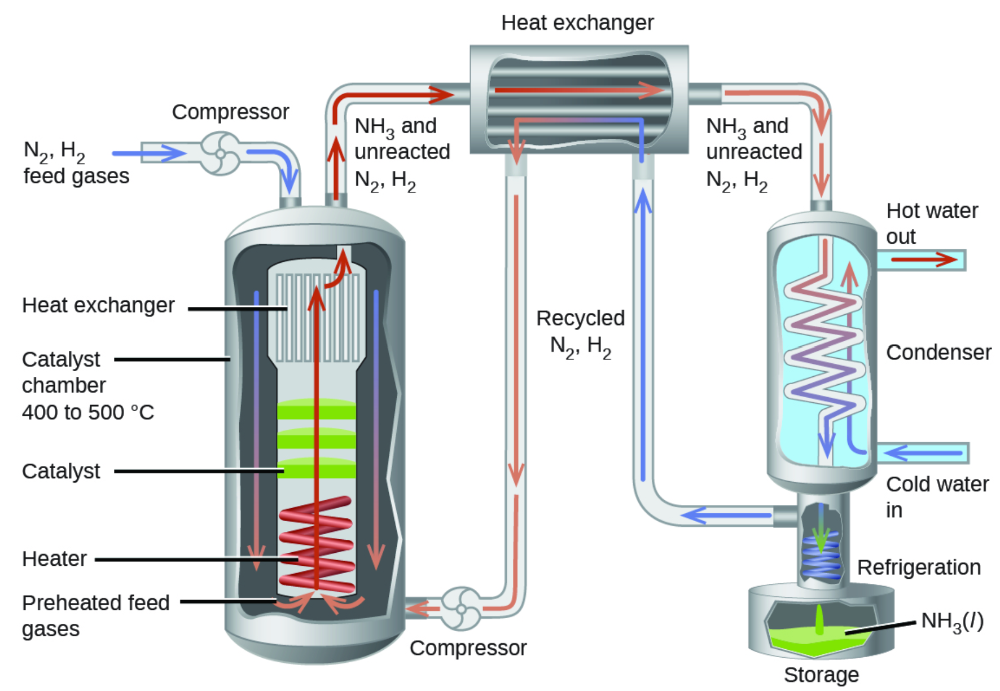 Heat exchanger
Compressor
N₂, H₂
feed gases
NH₃ and
unreacted
N₂, H₂
NH₃ and
unreacted
N₂, H₂
Hot water
out
Heat exchanger
Catalyst
chamber
400 to 500 °C
Catalyst
Heater
Preheated feed
gases
Recycled
N₂, H₂
Condenser
Cold water
in
Refrigeration
NH₃(l)
Compressor
Storage